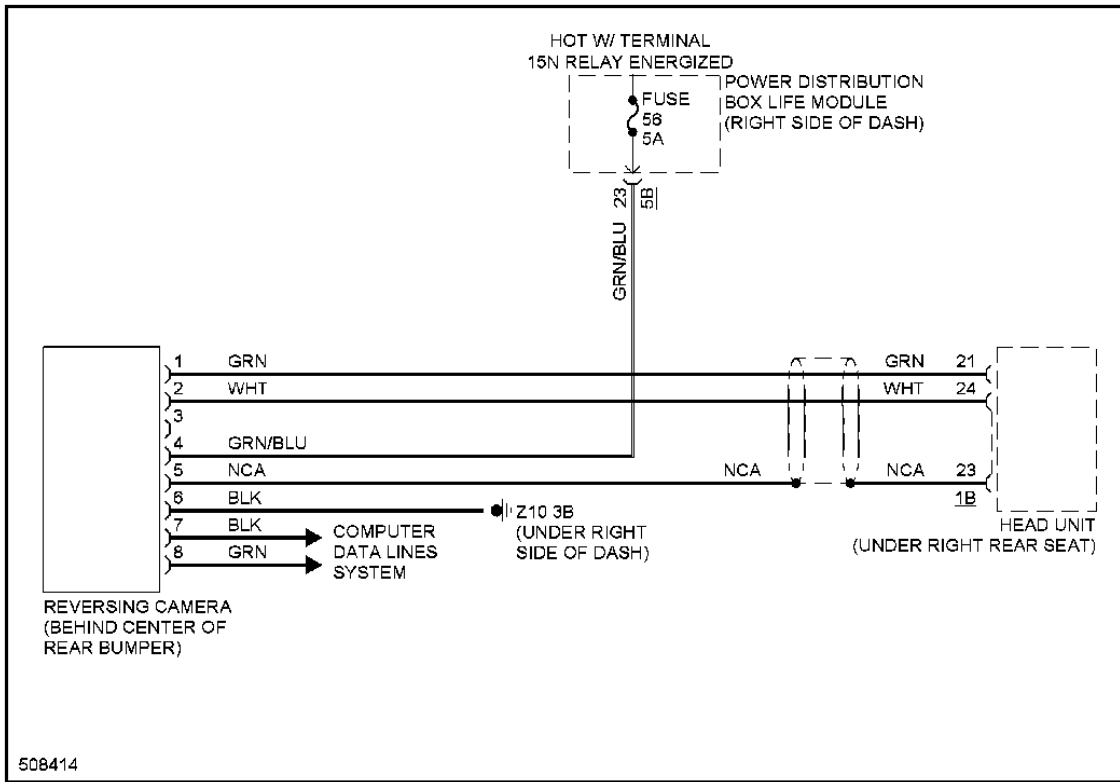 HOT W/ TERMINAL
15N RELAY ENERGIZED
POWER DISTRIBUTION
BOX LIFE MODULE
(RIGHT SIDE OF DASH)
FUSE
56
5A
23
5B
GRN/BLU
1 GRN
2 WHT
3
4 GRN/BLU
5 NCA
6 BLK
7 BLK
8 GRN
NCA
GRN 21
WHT 24
NCA 23
1B
Z10 3B
(UNDER RIGHT
SIDE OF DASH)
COMPUTER
DATA LINES
SYSTEM
HEAD UNIT
(UNDER RIGHT REAR SEAT)
REVERSING CAMERA
(BEHIND CENTER OF
REAR BUMPER)
508414